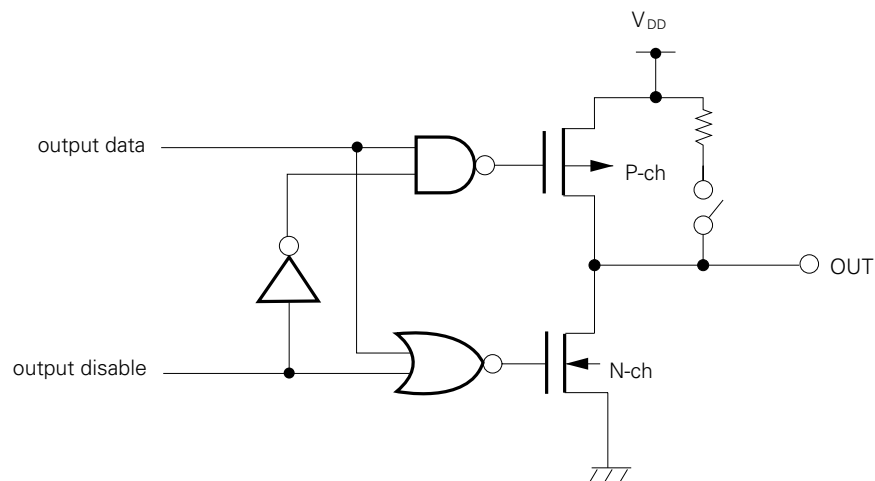 VDD
output data
P-ch
OUT
output disable
N-ch